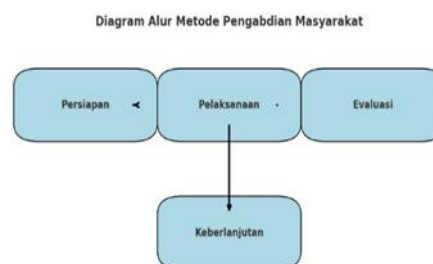 Diagram Alur Metode Pengabdian Masyarakat
Persiapan
Pelaksanaan
Evaluasi
Keberlanjutan